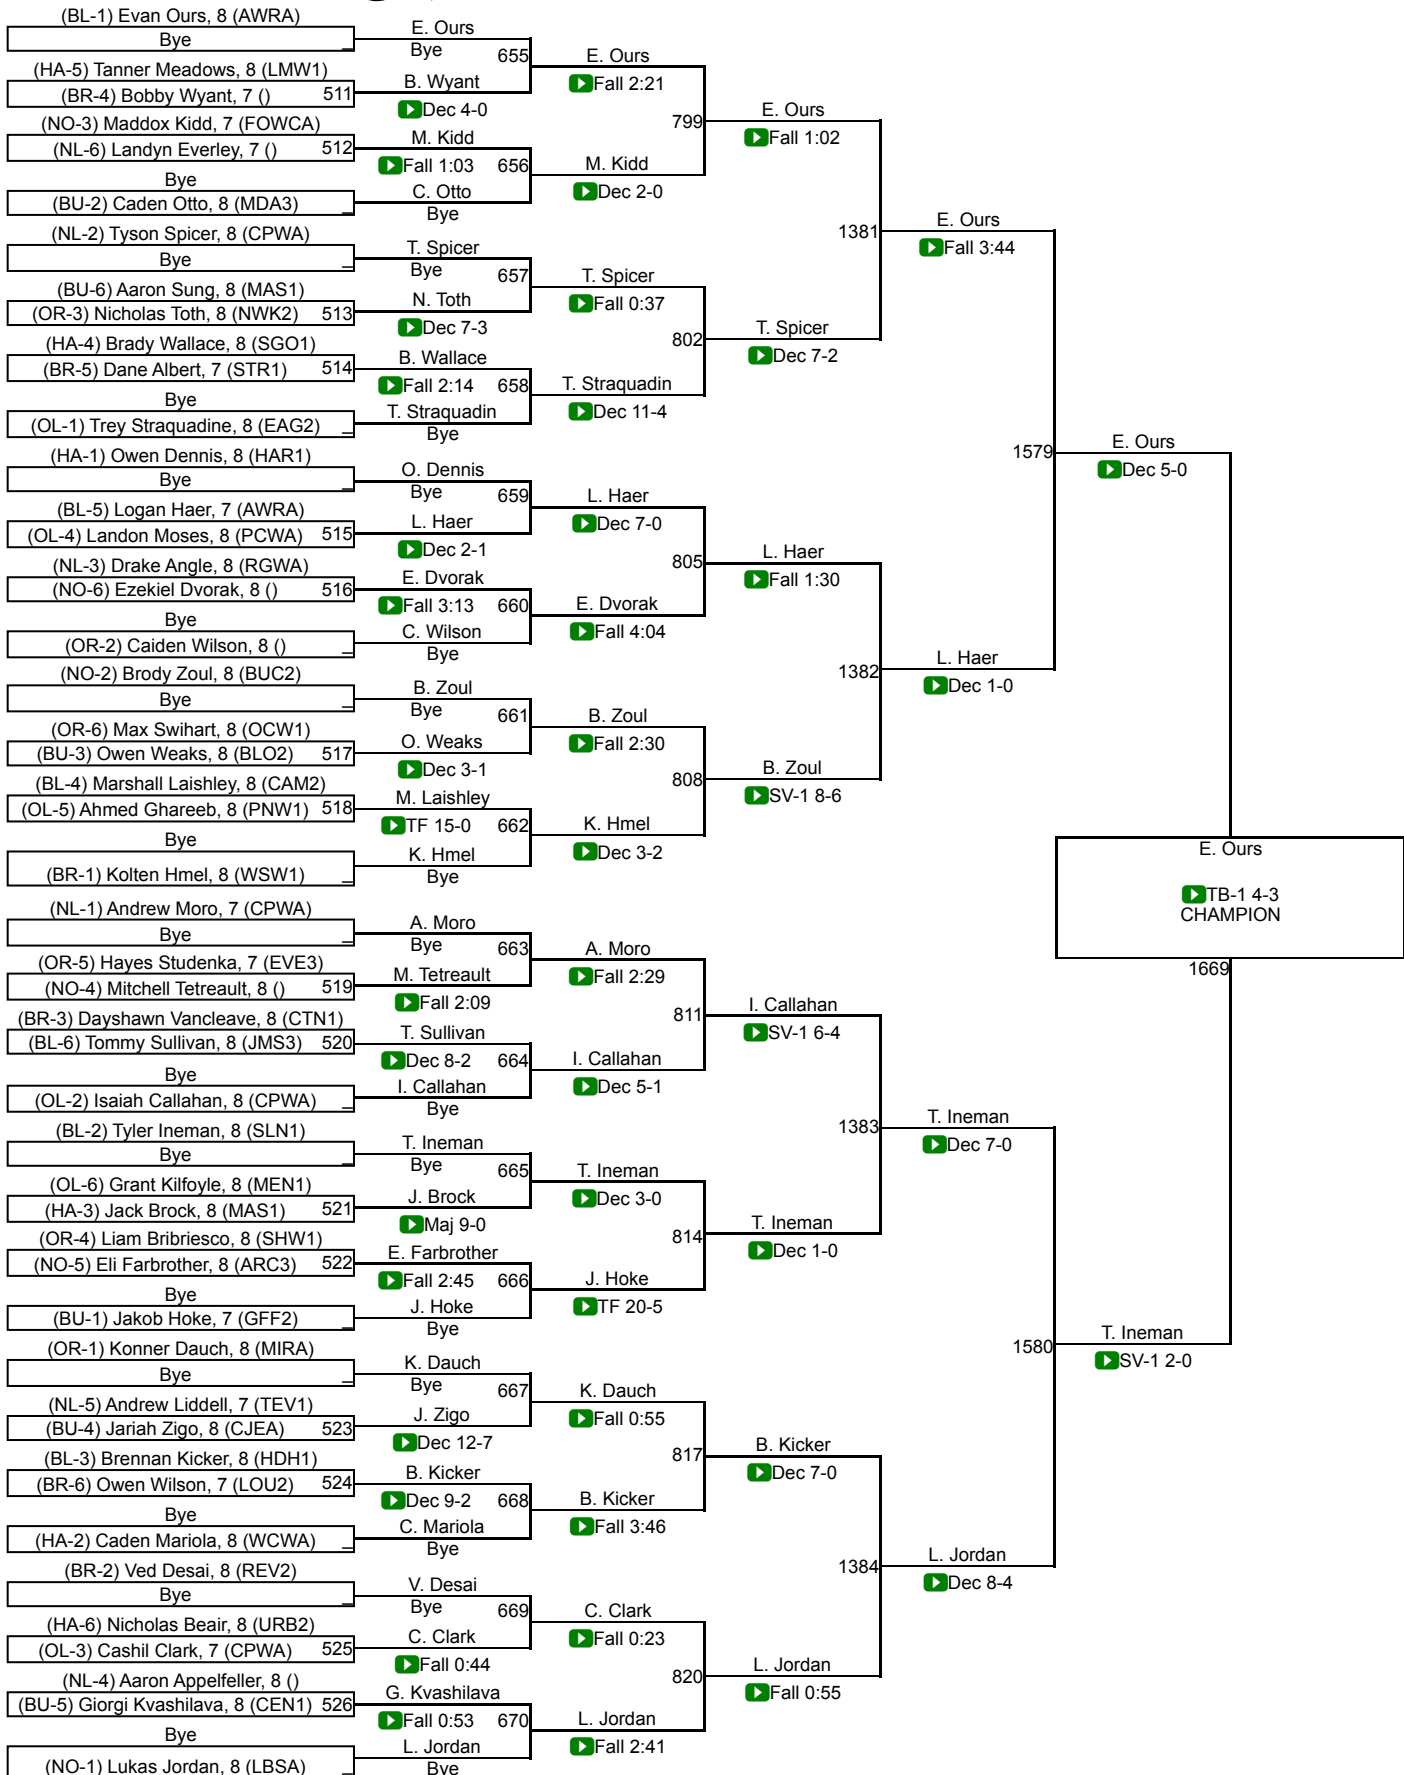 (BL-1) Evan Ours, 8 (AWRA)
Bye
(HA-5) Tanner Meadows, 8 (LMW1)
(BR-4) Bobby Wyant, 7 () 511
(NO-3) Maddox Kidd, 7 (FOWCA)
(NL-6) Landyn Everley, 7 () 512
Bye
(BU-2) Caden Otto, 8 (MDA3)
(NL-2) Tyson Spicer, 8 (CPWA)
Bye
(BU-6) Aaron Sung, 8 (MAS1)
(OR-3) Nicholas Toth, 8 (NWK2) 513
(HA-4) Brady Wallace, 8 (SGO1)
(BR-5) Dane Albert, 7 (STR1) 514
Bye
(OL-1) Trey Straquadine, 8 (EAG2)
(HA-1) Owen Dennis, 8 (HAR1)
Bye
(BL-5) Logan Haer, 7 (AWRA)
(OL-4) Landon Moses, 8 (PCWA) 515
(NL-3) Drake Angle, 8 (RGWA)
(NO-6) Ezekiel Dvorak, 8 () 516
Bye
(OR-2) Caiden Wilson, 8 ()
(NO-2) Brody Zoul, 8 (BUC2)
Bye
(OR-6) Max Swihart, 8 (OCW1)
(BU-3) Owen Weaks, 8 (BLO2) 517
(BL-4) Marshall Laishley, 8 (CAM2)
(OL-5) Ahmed Ghareeb, 8 (PNW1) 518
Bye
(BR-1) Kolten Hmel, 8 (WSW1)
(NL-1) Andrew Moro, 7 (CPWA)
Bye
(OR-5) Hayes Studenka, 7 (EVE3)
(NO-4) Mitchell Tetreault, 8 () 519
(BR-3) Dayshawn Vancleave, 8 (CTN1)
(BL-6) Tommy Sullivan, 8 (JMS3) 520
Bye
(OL-2) Isaiah Callahan, 8 (CPWA)
(BL-2) Tyler Ineman, 8 (SLN1)
Bye
(OL-6) Grant Kilfoyle, 8 (MEN1)
(HA-3) Jack Brock, 8 (MAS1) 521
(OR-4) Liam Bribriesco, 8 (SHW1)
(NO-5) Eli Farbrother, 8 (ARC3) 522
Bye
(BU-1) Jakob Hoke, 7 (GFF2)
(OR-1) Konner Dauch, 8 (MIRA)
Bye
(NL-5) Andrew Liddell, 7 (TEV1)
(BU-4) Jariah Zigo, 8 (CJEA) 523
(BL-3) Brennan Kicker, 8 (HDH1)
(BR-6) Owen Wilson, 7 (LOU2) 524
Bye
(HA-2) Caden Mariola, 8 (WCWA)
(BR-2) Ved Desai, 8 (REV2)
Bye
(HA-6) Nicholas Beair, 8 (URB2)
(OL-3) Cashil Clark, 7 (CPWA) 525
(NL-4) Aaron Appelfeller, 8 ()
(BU-5) Giorgi Kvashilava, 8 (CEN1) 526
Bye
(NO-1) Lukas Jordan, 8 (LBSA)
E. Ours
Bye 655
B. Wyant
Dec 4-0
M. Kidd
Fall 1:03 656
C. Otto
Bye
T. Spicer
Bye 657
N. Toth
Dec 7-3
B. Wallace
Fall 2:14 658
T. Straquadin
Bye
O. Dennis
Bye 659
L. Haer
Dec 2-1
E. Dvorak
Fall 3:13 660
C. Wilson
Bye
B. Zoul
Bye 661
O. Weaks
Dec 3-1
M. Laishley
TF 15-0 662
K. Hmel
Bye
A. Moro
Bye 663
M. Tetreault
Fall 2:09
T. Sullivan
Dec 8-2 664
I. Callahan
Bye
T. Ineman
Bye 665
J. Brock
Maj 9-0
E. Farbrother
Fall 2:45 666
J. Hoke
Bye
K. Dauch
Bye 667
J. Zigo
Dec 12-7
B. Kicker
Dec 9-2 668
C. Mariola
Bye
V. Desai
Bye 669
C. Clark
Fall 0:44
G. Kvashilava
Fall 0:53 670
L. Jordan
Bye
E. Ours
Fall 2:21
799
M. Kidd
Dec 2-0
T. Spicer
Fall 0:37
802
T. Straquadin
Dec 11-4
L. Haer
Dec 7-0
805
E. Dvorak
Fall 4:04
B. Zoul
Fall 2:30
808
K. Hmel
Dec 3-2
A. Moro
Fall 2:29
811
I. Callahan
Dec 5-1
T. Ineman
Dec 3-0
814
J. Hoke
TF 20-5
K. Dauch
Fall 0:55
817
B. Kicker
Fall 3:46
C. Clark
Fall 0:23
820
L. Jordan
Fall 2:41
E. Ours
Fall 1:02
1381
T. Spicer
Dec 7-2
L. Haer
Fall 1:30
1382
B. Zoul
SV-1 8-6
I. Callahan
SV-1 6-4
1383
T. Ineman
Dec 1-0
B. Kicker
Dec 7-0
1384
L. Jordan
Fall 0:55
E. Ours
Fall 3:44
1579
L. Haer
Dec 1-0
T. Ineman
Dec 7-0
1580
L. Jordan
Dec 8-4
E. Ours
Dec 5-0
T. Ineman
SV-1 2-0
E. Ours
TB-1 4-3
CHAMPION
1669